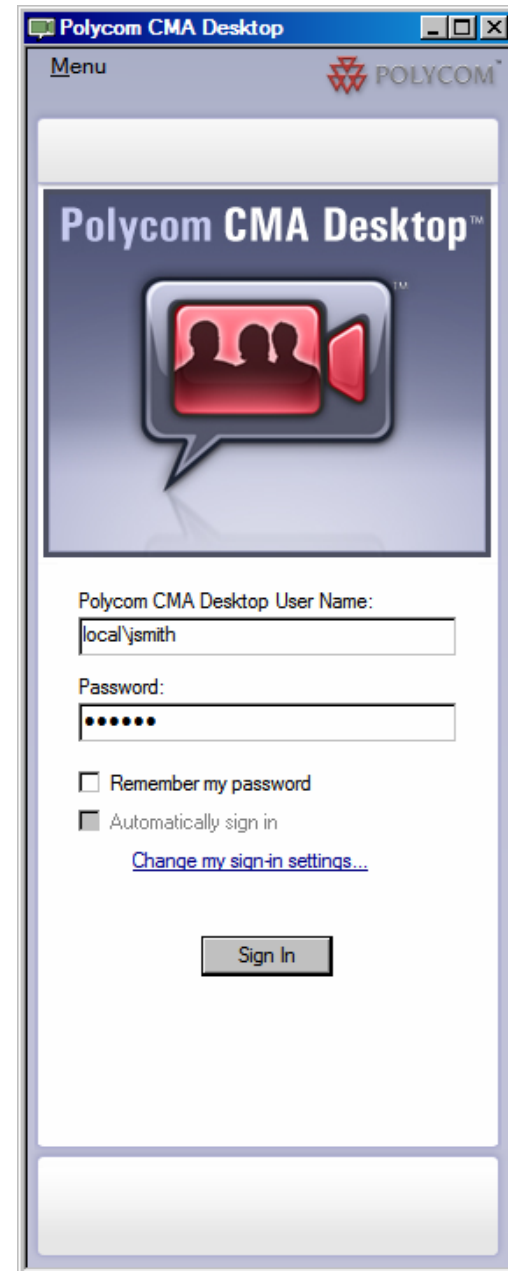 Polycom CMA Desktop
Menu
POLYCOM™
Polycom CMA Desktop™
TM
Polycom CMA Desktop User Name:
local\jsmith
Password:
••••••
Remember my password
Automatically sign in
Change my sign-in settings...
Sign In